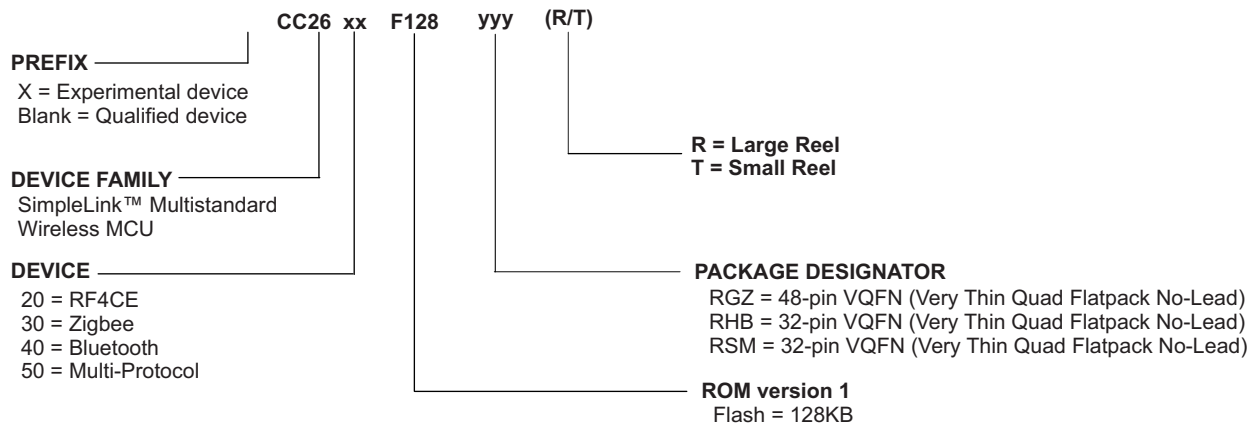 CC26 xx F128 yyy (R/T)
PREFIX
X = Experimental device
Blank = Qualified device
R = Large Reel
T = Small Reel
DEVICE FAMILY
SimpleLink™ Multistandard
Wireless MCU
DEVICE
20 = RF4CE
30 = Zigbee
40 = Bluetooth
50 = Multi-Protocol
PACKAGE DESIGNATOR
RGZ = 48-pin VQFN (Very Thin Quad Flatpack No-Lead)
RHB = 32-pin VQFN (Very Thin Quad Flatpack No-Lead)
RSM = 32-pin VQFN (Very Thin Quad Flatpack No-Lead)
ROM version 1
Flash = 128KB